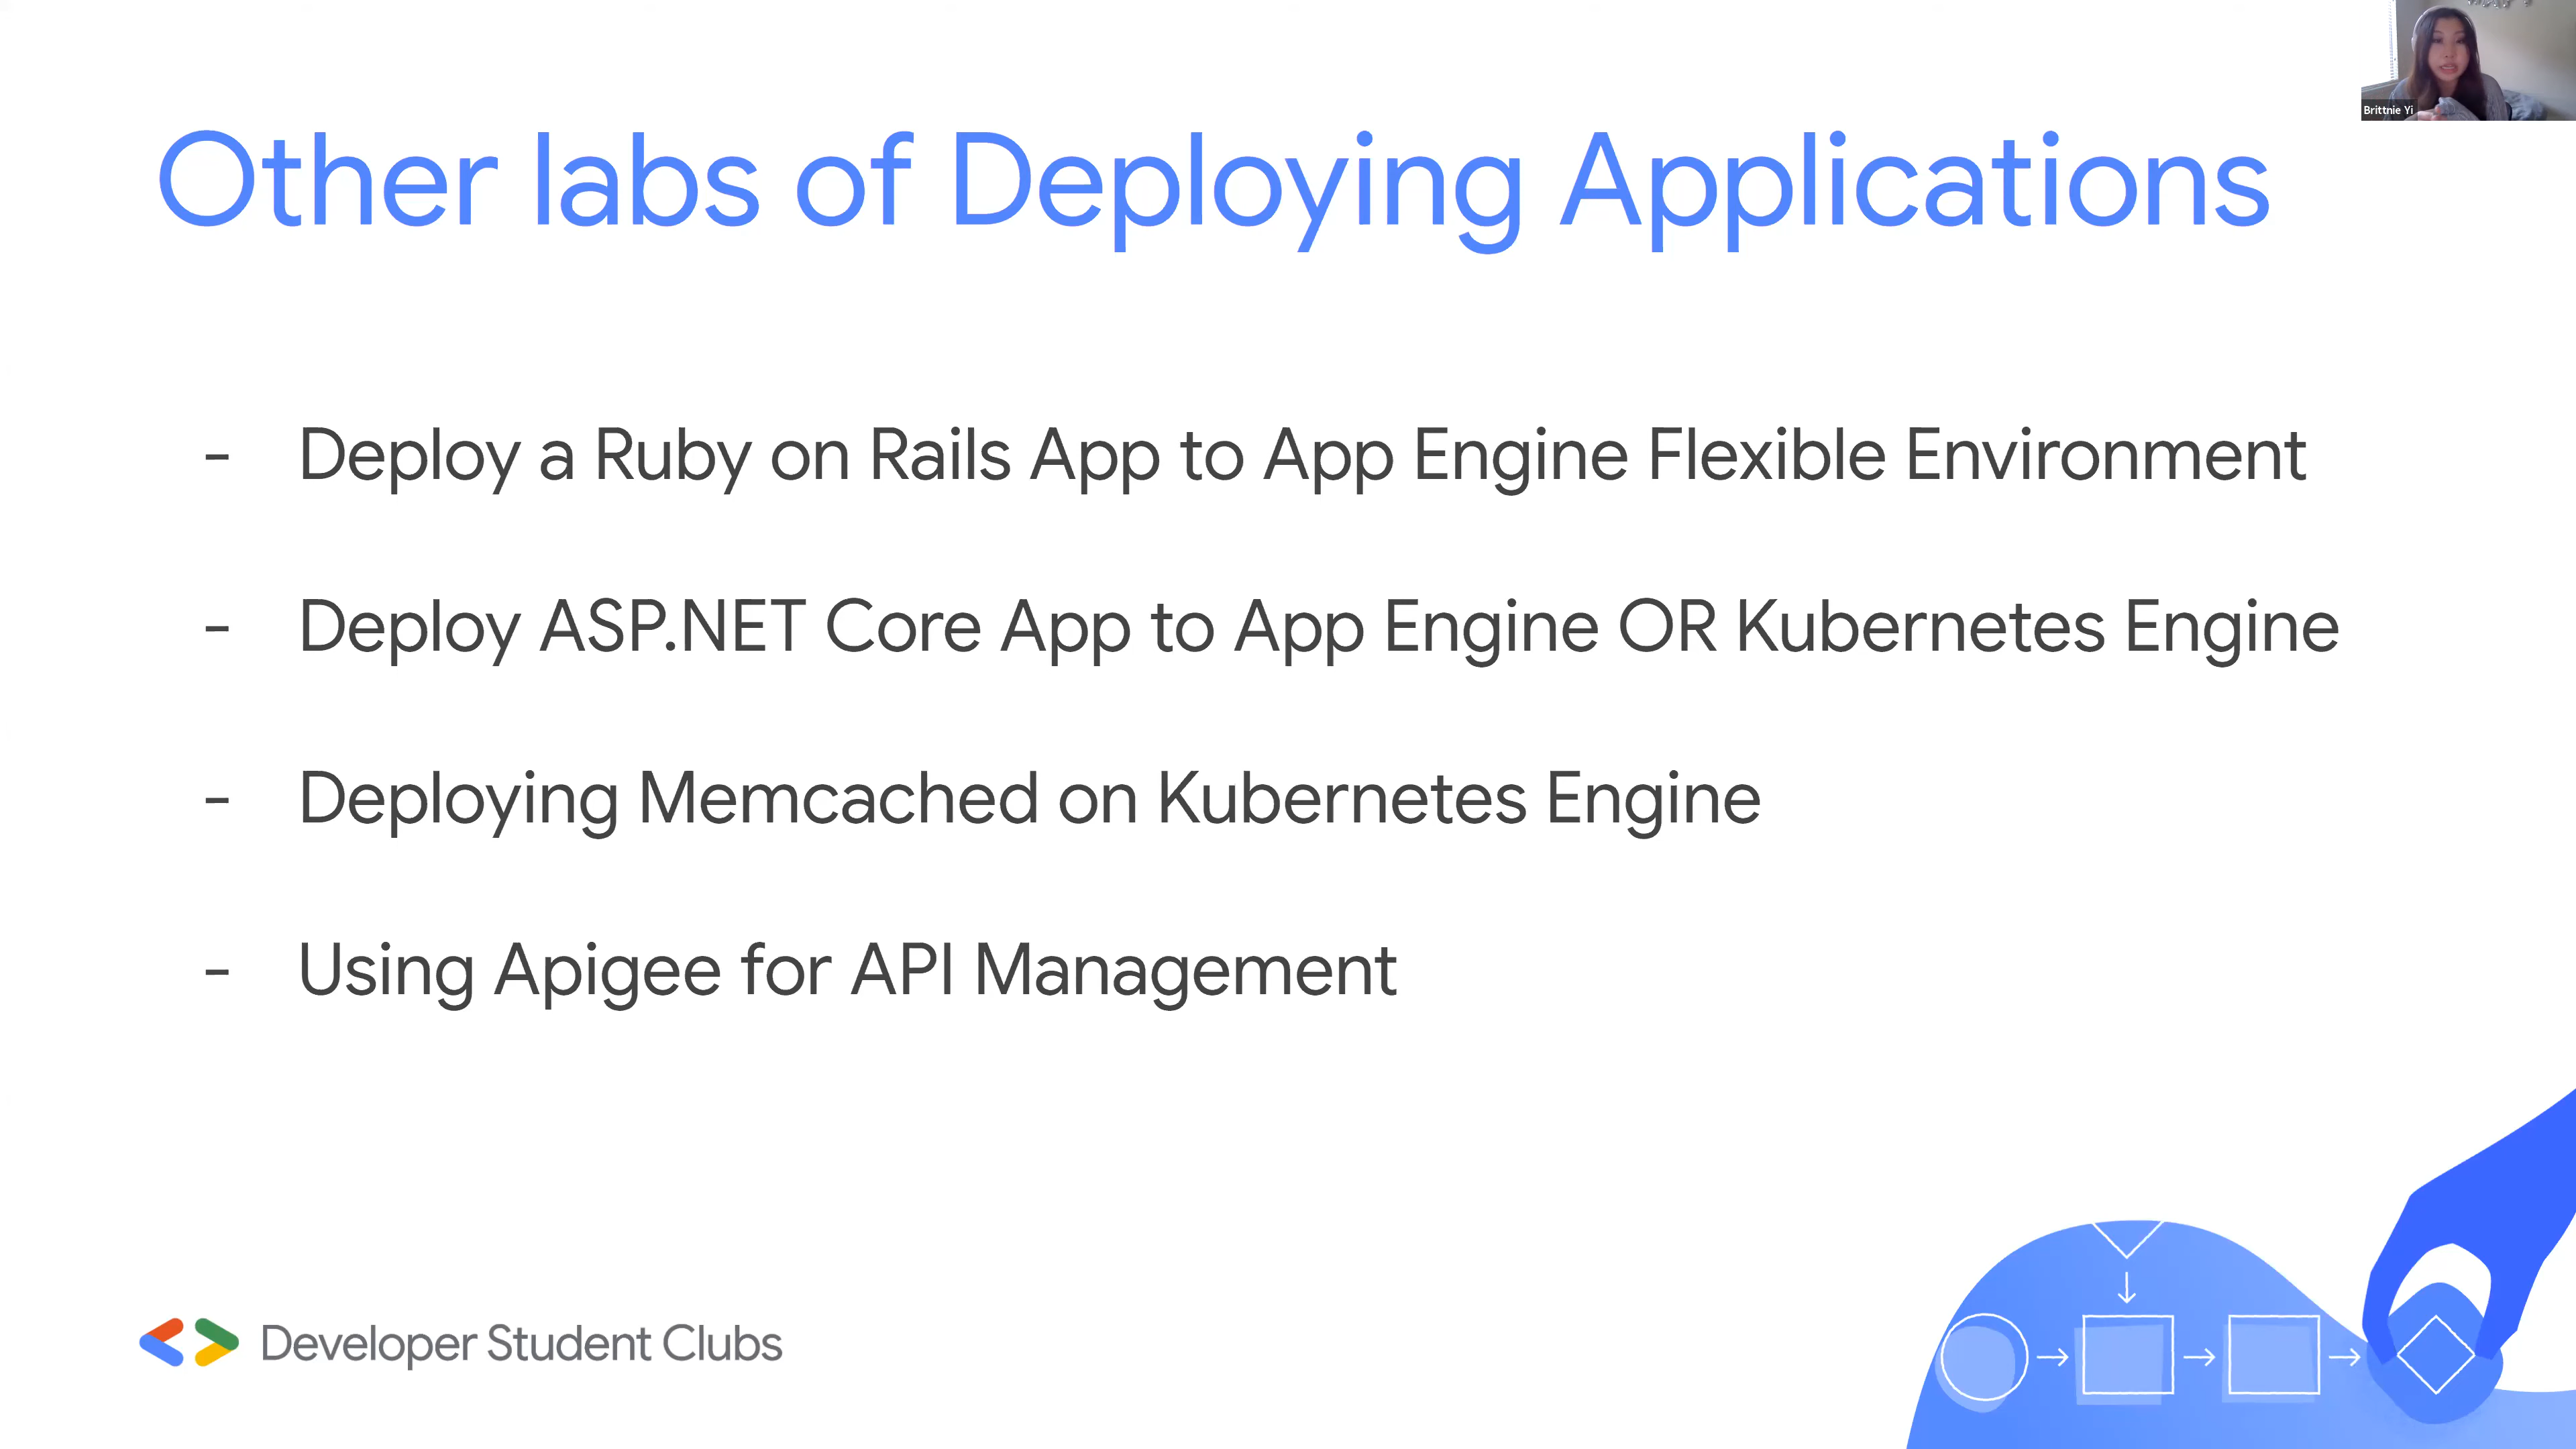 Brittnie Yi
Other labs of Deploying Applications
- Deploy a Ruby on Rails App to App Engine Flexible Environment
- Deploy ASP.NET Core App to App Engine OR Kubernetes Engine
- Deploying Memcached on Kubernetes Engine
- Using Apigee for API Management
Developer Student Clubs